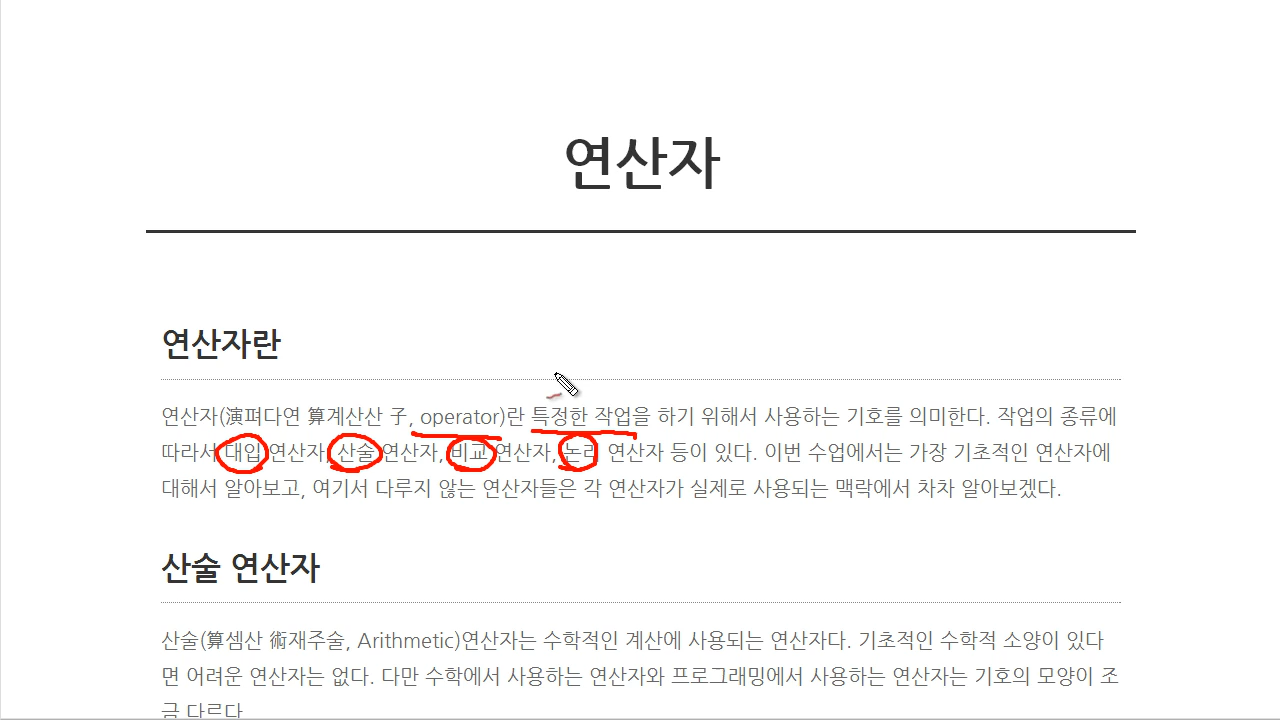 연산자
연산자란
연산자(演펴다연 算계산산 子, operator)란 특정한 작업을 하기 위해서 사용하는 기호를 의미한다. 작업의 종류에
따라서 대입 연산자, 산술 연산자, 비교 연산자, 논리 연산자 등이 있다. 이번 수업에서는 가장 기초적인 연산자에
대해서 알아보고, 여기서 다루지 않는 연산자들은 각 연산자가 실제로 사용되는 맥락에서 차차 알아보겠다.
산술 연산자
산술(算셈산 術재주술, Arithmetic)연산자는 수학적인 계산에 사용되는 연산자다. 기초적인 수학적 소양이 있다
면 어려운 연산자는 없다. 다만 수학에서 사용하는 연산자와 프로그래밍에서 사용하는 연산자는 기호의 모양이 조
금 다르다